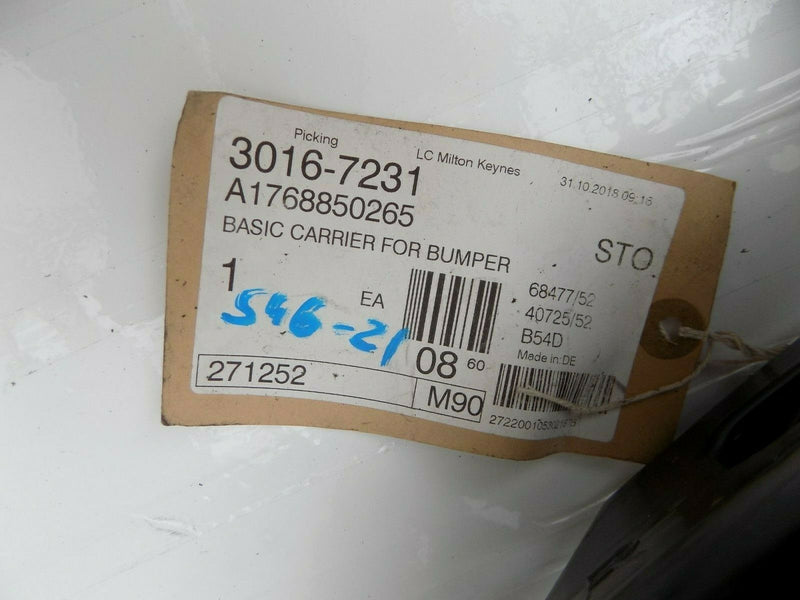 Picking
LC Milton Keynes
31.10.2018 09:16
3016-7231
A1768850265
BASIC CARRIER FOR BUMPER
STO
1
EA
68477/52
40725/52
B54D
Made in: DE
546-21
08 60
271252
M90